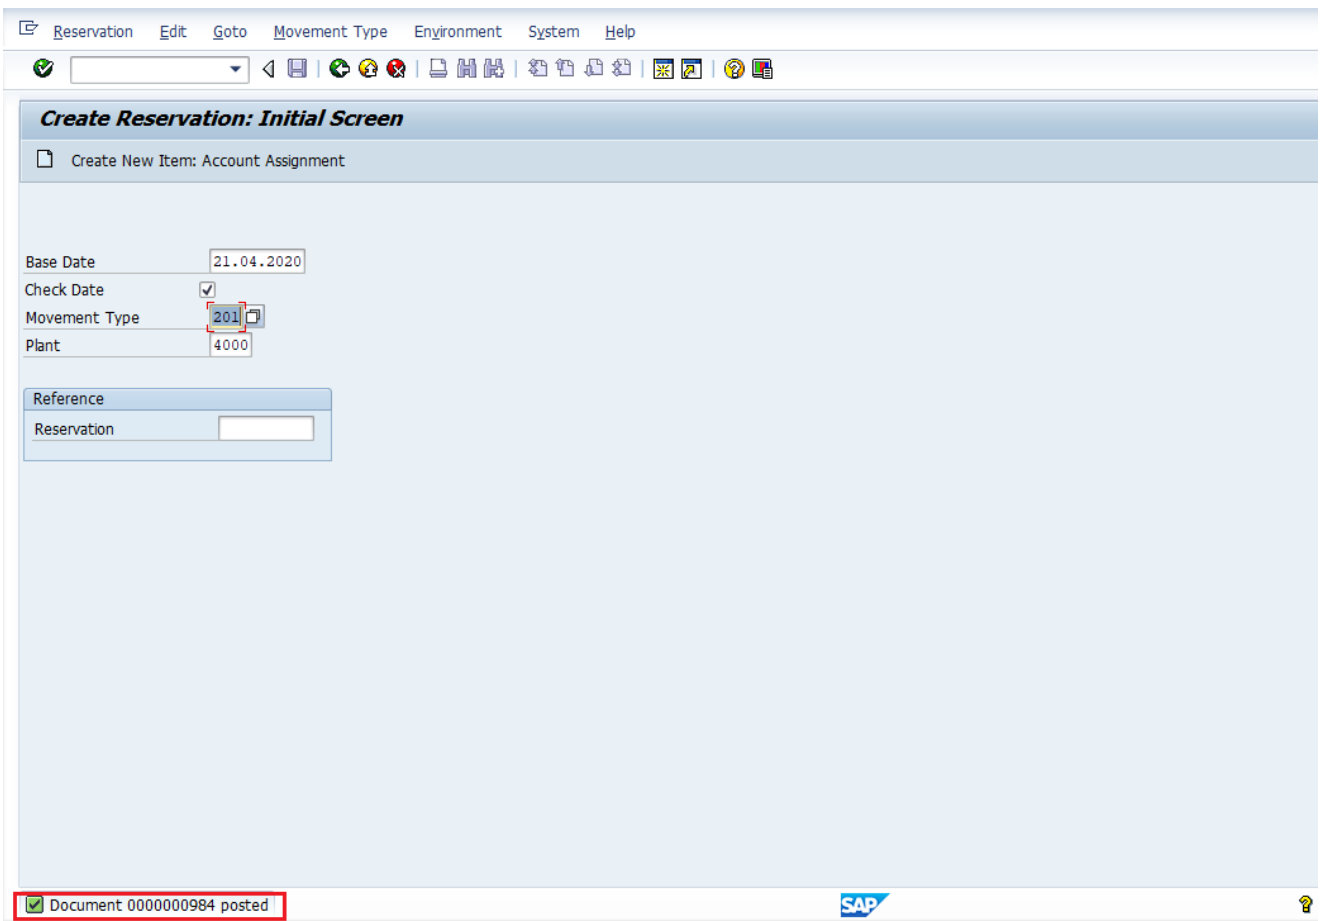 Reservation Edit Goto Movement Type Environment System Help
Create Reservation: Initial Screen
Create New Item: Account Assignment
Base Date 21.04.2020
Check Date
Movement Type 201
Plant 4000
Reference
Reservation
Document 0000000984 posted
SAP